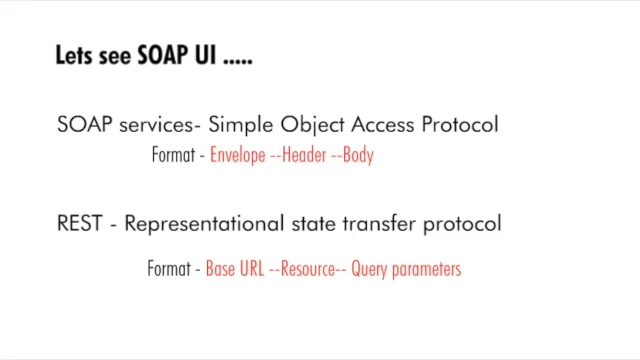 Lets see SOAP UI .....
SOAP services- Simple Object Access Protocol
Format - Envelope --Header --Body
REST - Representational state transfer protocol
Format - Base URL --Resource-- Query parameters